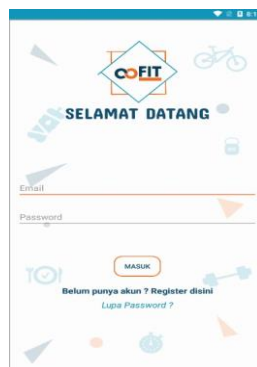 COFIT
SELAMAT DATANG
Email
Password
MASUK
Belum punya akun ? Register disini
Lupa Password ?